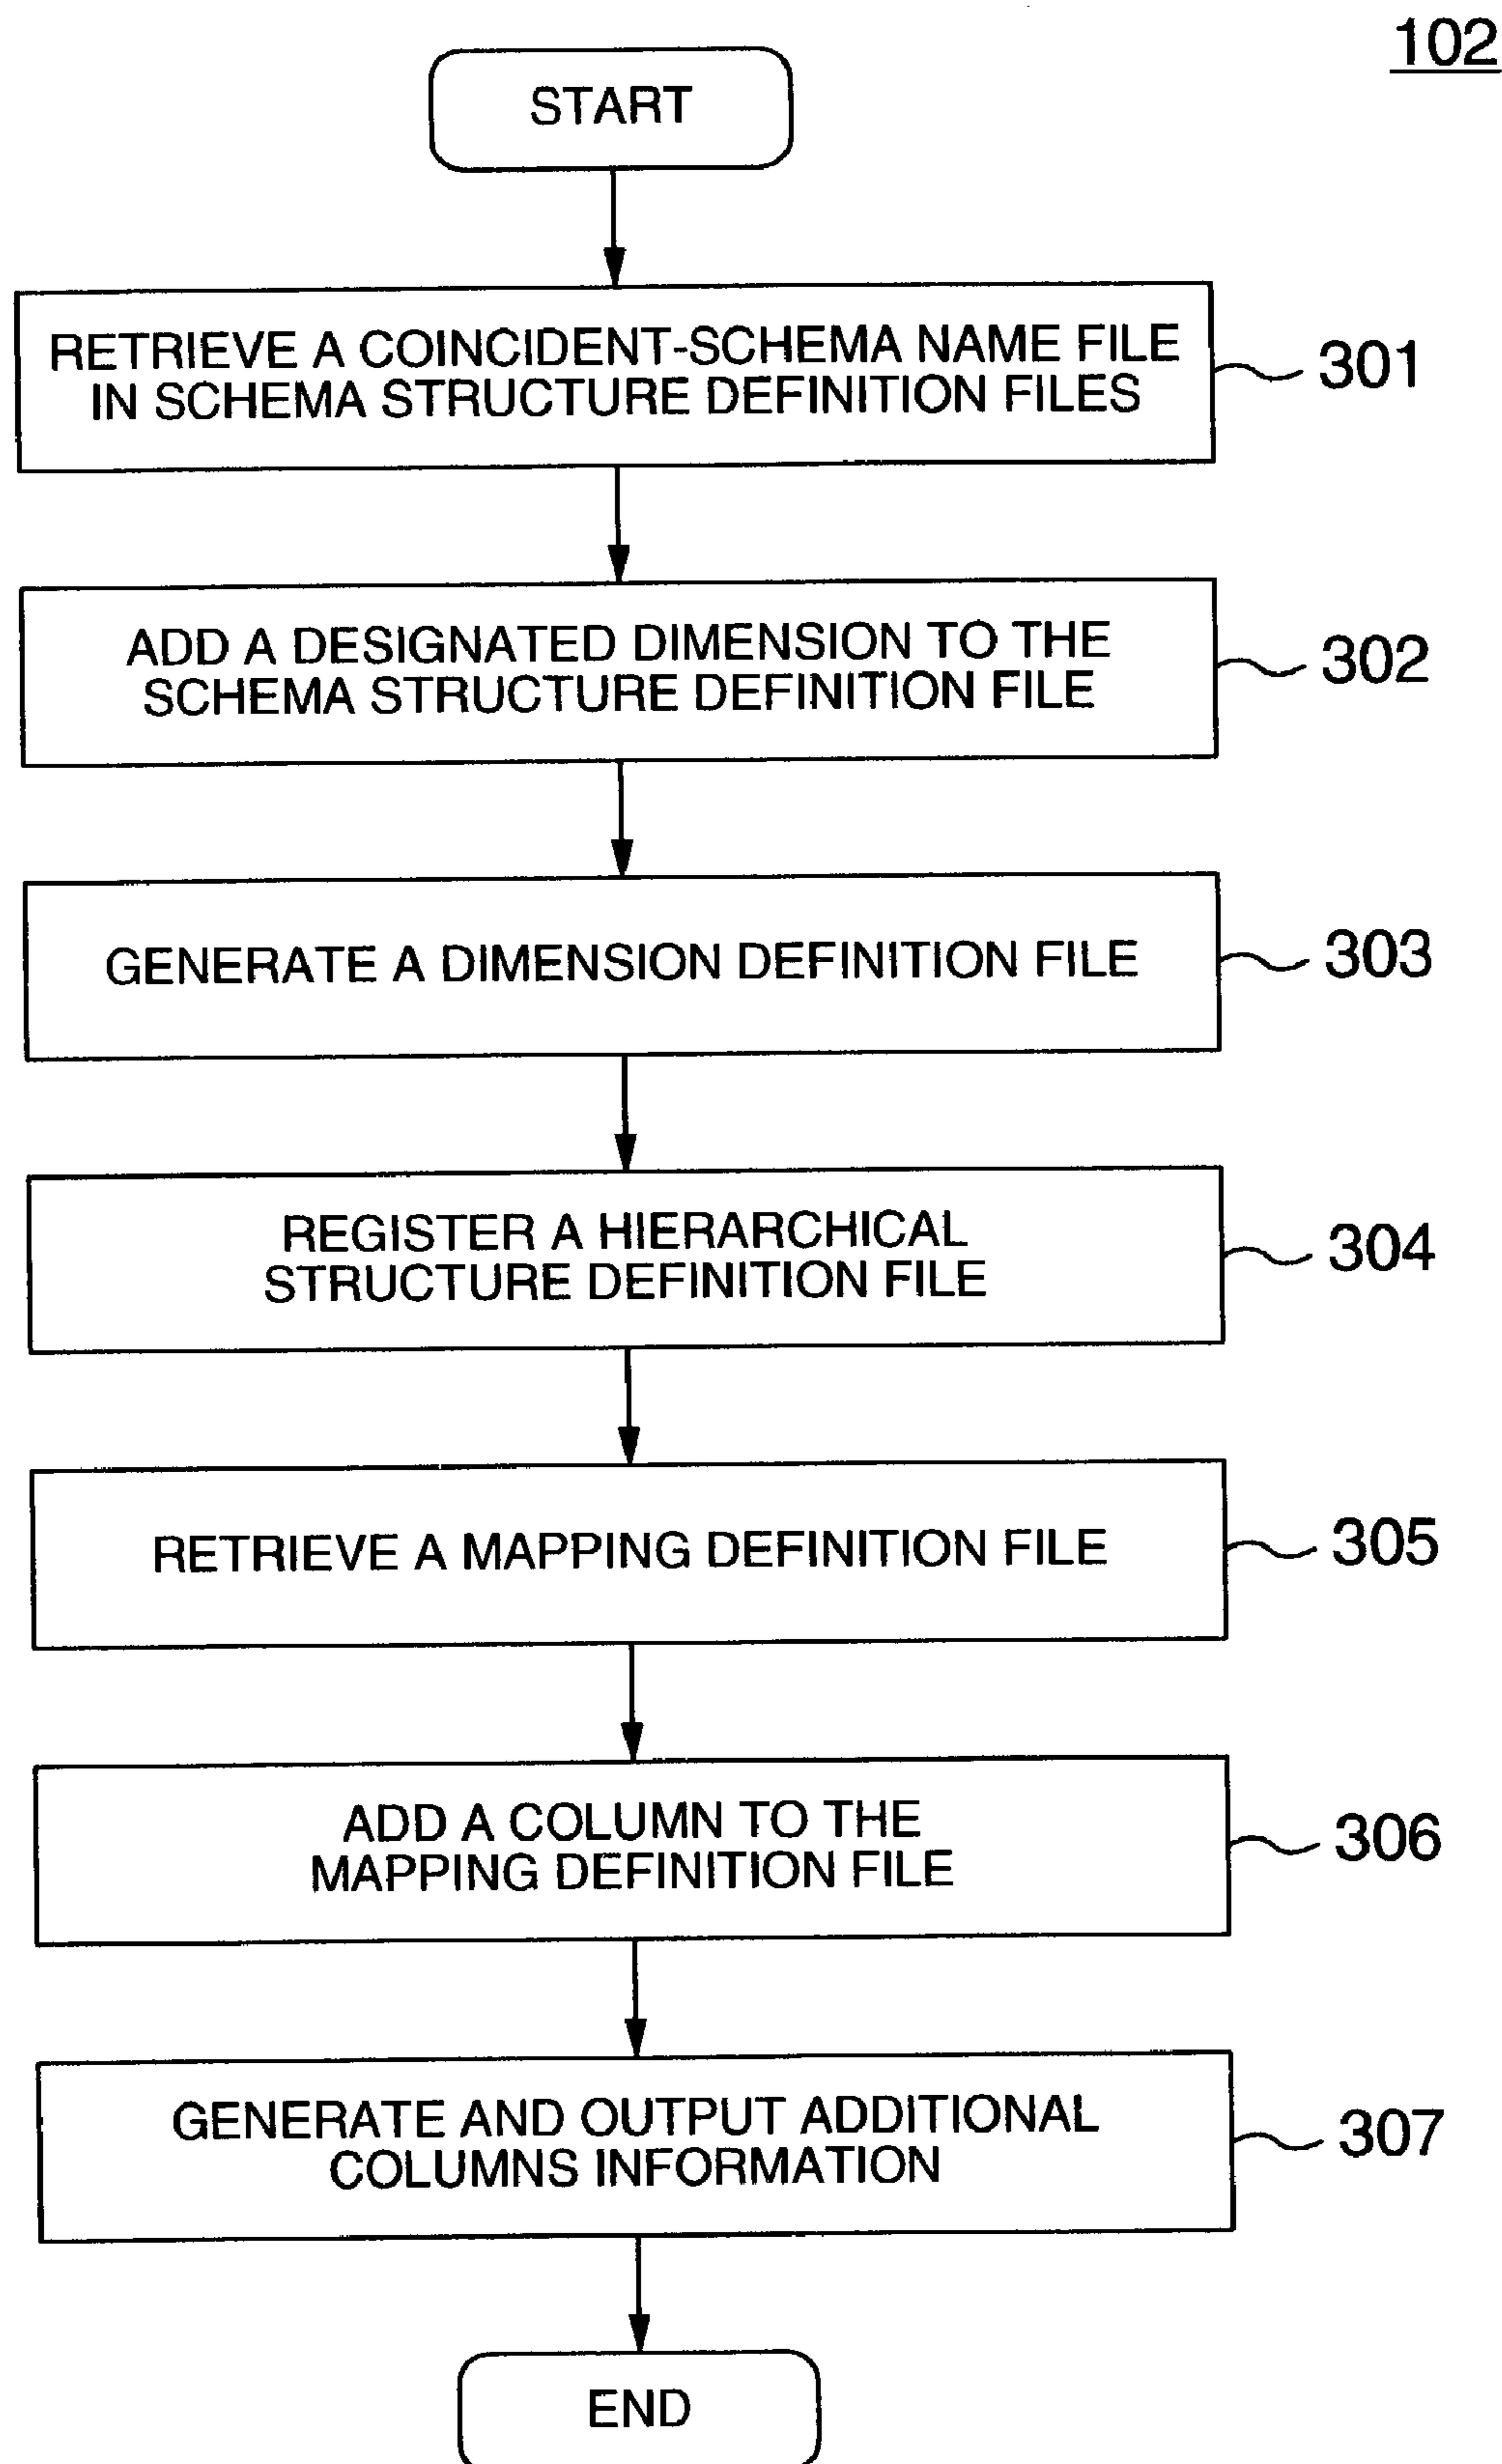 102
START
RETRIEVE A COINCIDENT-SCHEMA NAME FILE
IN SCHEMA STRUCTURE DEFINITION FILES
301
ADD A DESIGNATED DIMENSION TO THE
SCHEMA STRUCTURE DEFINITION FILE
302
GENERATE A DIMENSION DEFINITION FILE
303
REGISTER A HIERARCHICAL
STRUCTURE DEFINITION FILE
304
RETRIEVE A MAPPING DEFINITION FILE
305
ADD A COLUMN TO THE
MAPPING DEFINITION FILE
306
GENERATE AND OUTPUT ADDITIONAL
COLUMNS INFORMATION
307
END